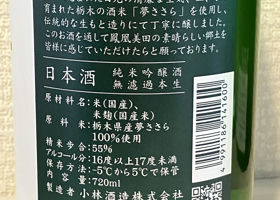 育まれた栃木の酒米「夢ささら」を使用し、
伝統的な生もと造りにて丁寧に醸しました。
このお酒を通して鳳凰美田の素晴らしい郷土を
皆様に感じていただけたらと願っております。
日本酒 純米吟醸酒
無濾過本生
原材料名:米(国産)、
米麹(国産米)
原料米:栃木県産夢ささら
100%使用
精米歩合:55%
アルコール分:16度以上17度未満
保存方法:-5℃から5℃で保管
内容量:720ml
製造者 小林酒造株式会社
4 991186 141600